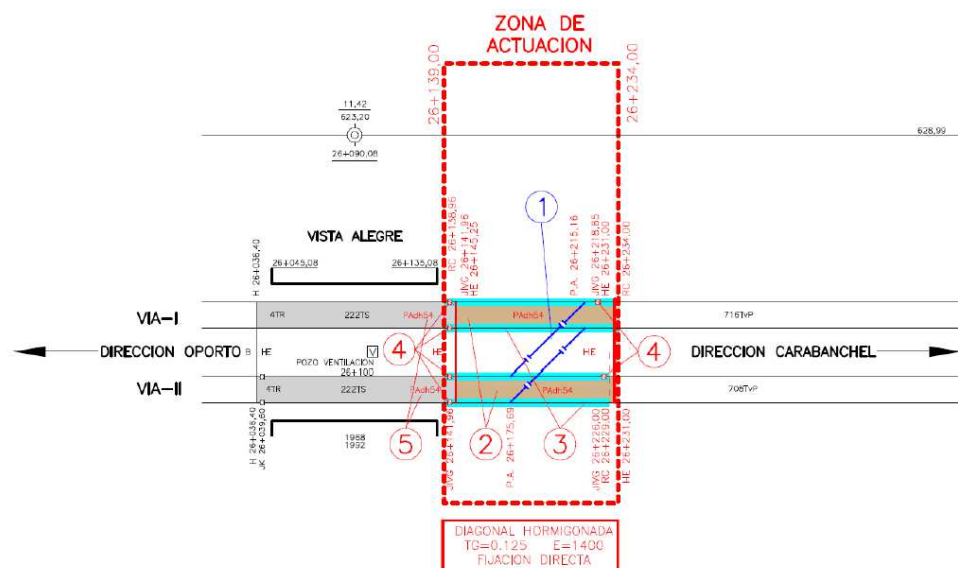 ZONA DE
ACTUACION
26+139,00
26+234,00
11,42
623,20
26+090,08
628,99
1
VISTA ALEGRE
26+045,08
26+135,08
H 26+036,40
RC 26+138,96
JIVG 26+141,96
HE 26+145,25
P.A. 26+215,16
JIVG 26+218,85
HE 26+231,00
RC 26+234,00
VIA-I
4TR
222TS
PAdh54
PAdh54
716TvP
DIRECCION OPORTO
B
HE
POZO VENTILACION
26+100
V
4
HE
HE
4
DIRECCION CARABANCHEL
VIA-II
4TR
222TS
PAdh54
PAdh54
706TvP
5
2
3
H 26+036,40
JK 26+039,60
1988
1992
JIVG 26+141,96
P.A. 26+175,69
JIVG 26+226,00
RC 26+229,00
HE 26+231,00
DIAGONAL HORMIGONADA
TG=0.125 E=1400
FIJACION DIRECTA